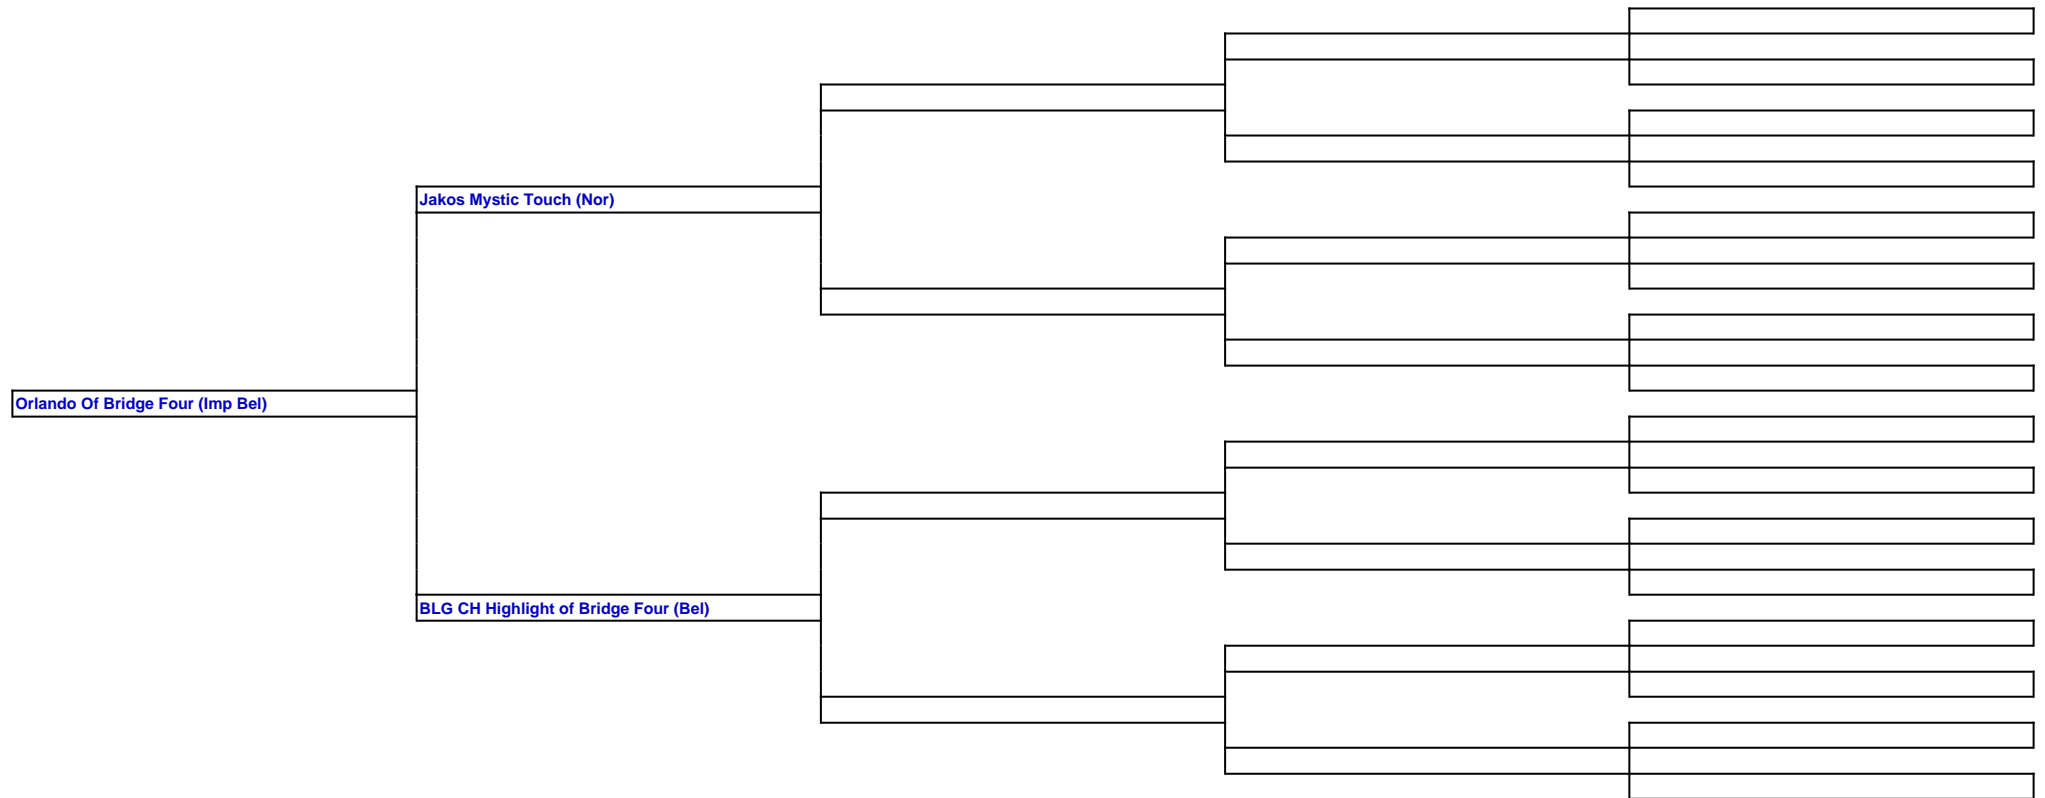 Jakos Mystic Touch (Nor)
Orlando Of Bridge Four (Imp Bel)
BLG CH Highlight of Bridge Four (Bel)